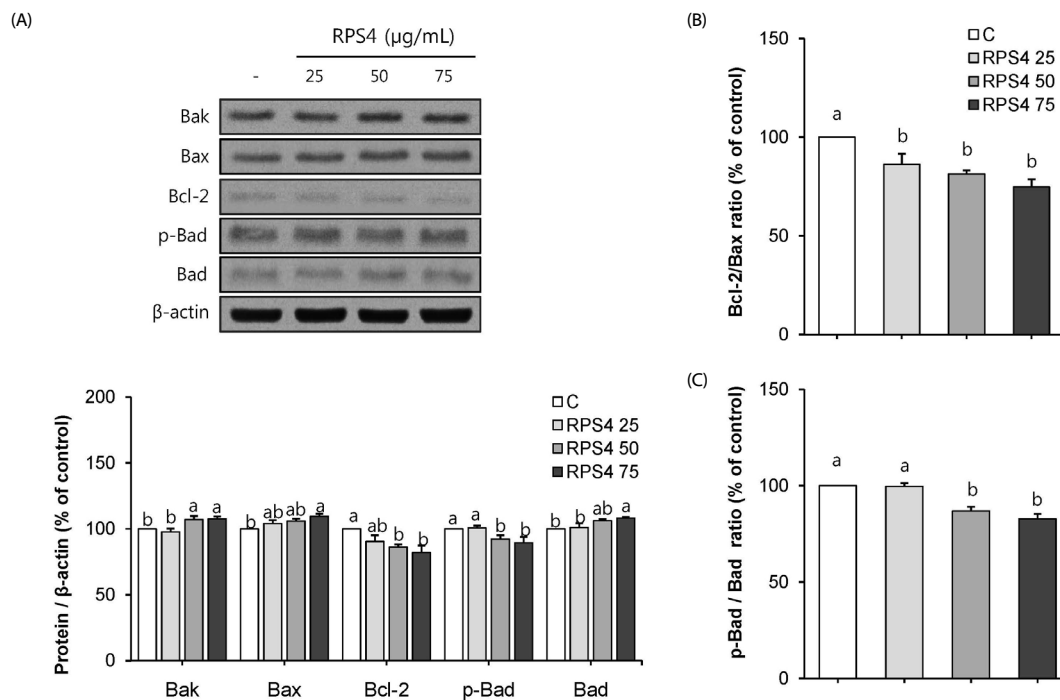 (A)
RPS4 (μg/mL)
- 25 50 75
Bak
Bax
Bcl-2
p-Bad
Bad
β-actin
Protein / β-actin (% of control)
200
150
100
50
0
C
RPS4 25
RPS4 50
RPS4 75
b b a a
b ab ab a
a ab b b
a a b b
b b ab a
Bak Bax Bcl-2 p-Bad Bad
(B)
Bcl-2/Bax ratio (% of control)
150
100
50
0
C
RPS4 25
RPS4 50
RPS4 75
a b b b
(C)
p-Bad / Bad ratio (% of control)
150
100
50
0
a a b b